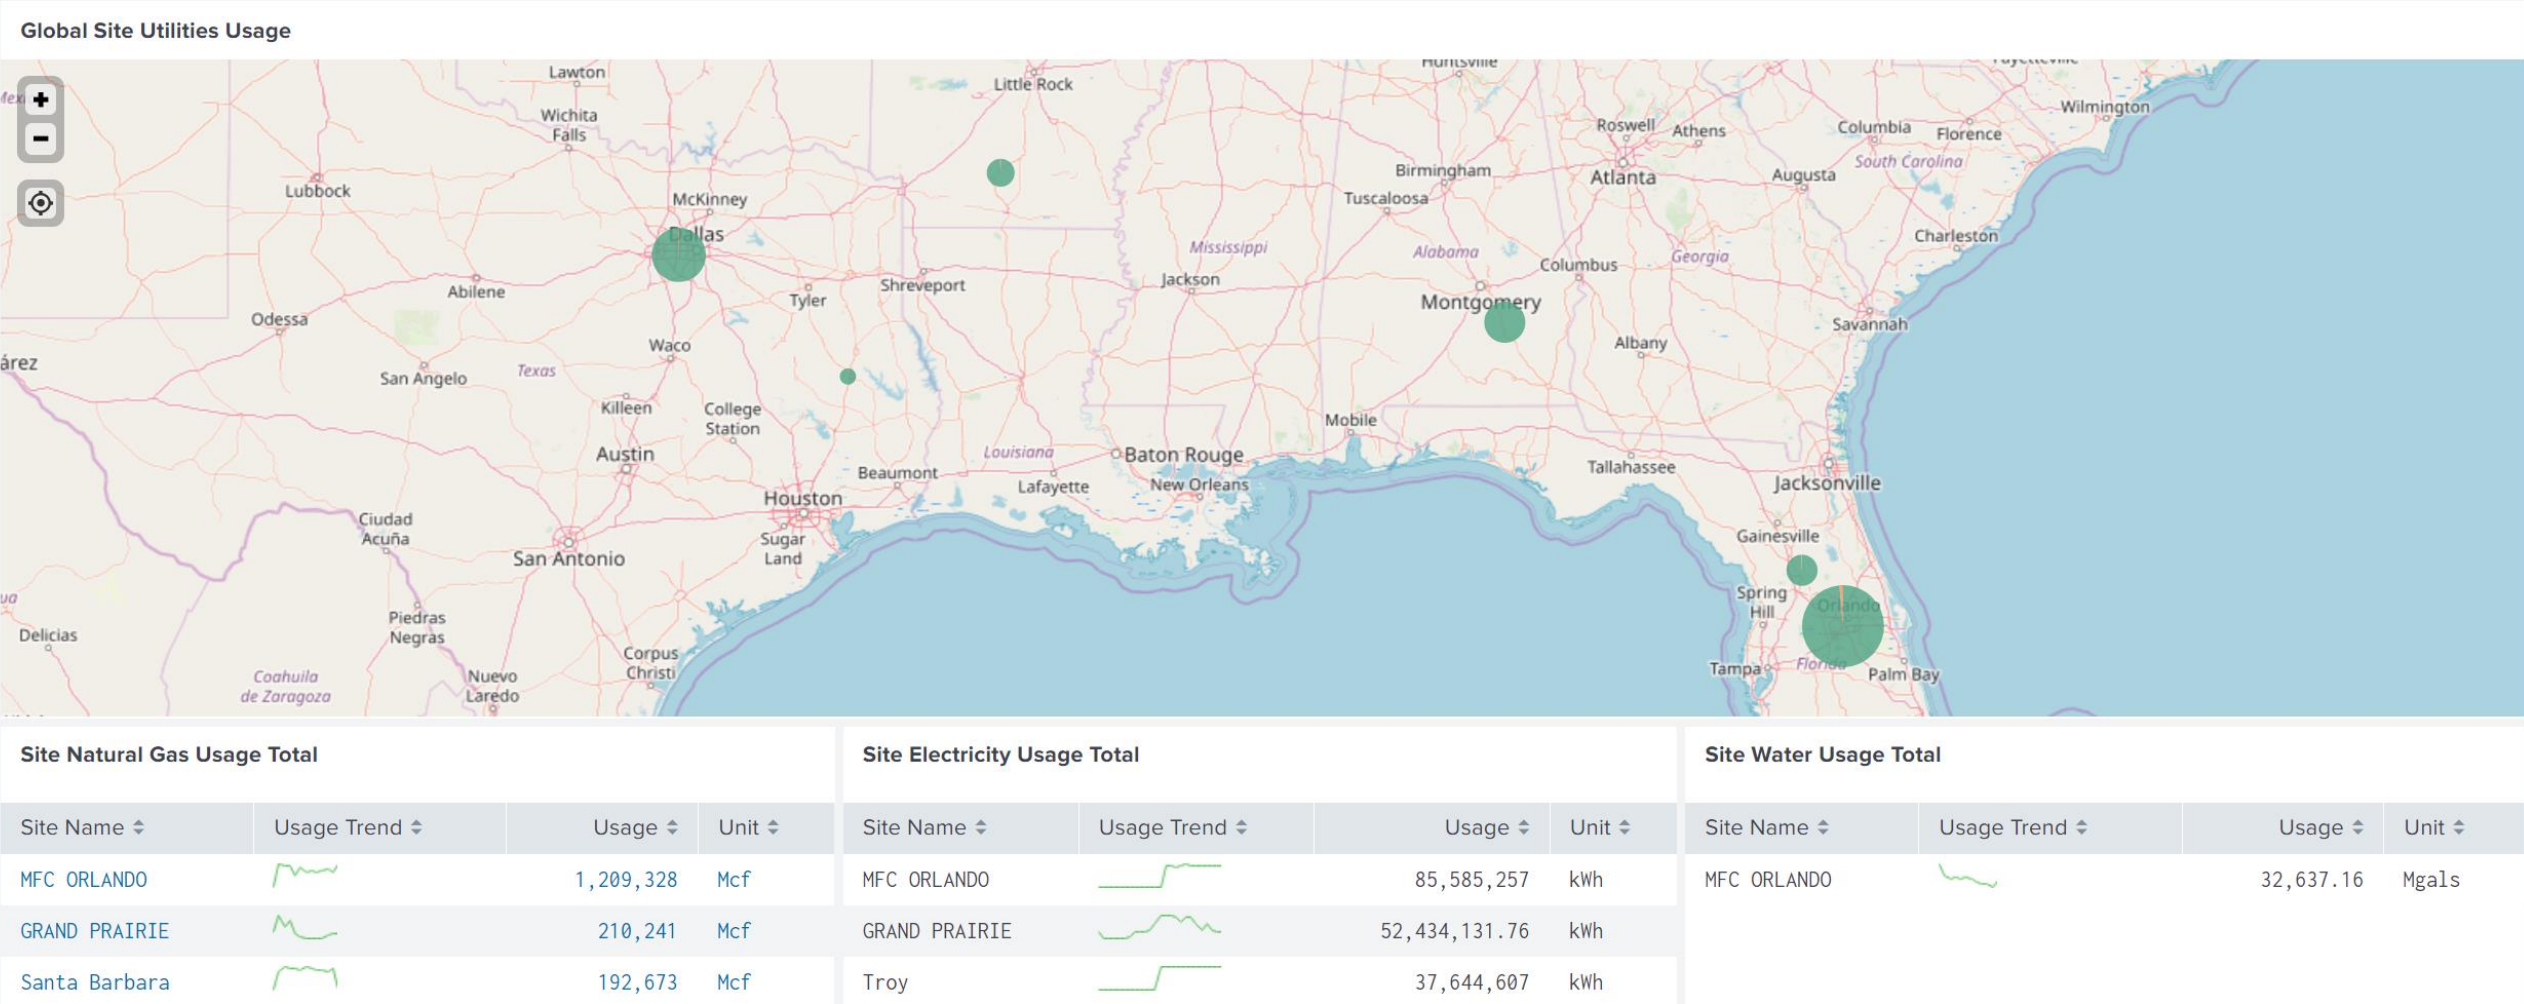 Global Site Utilities Usage
Lawton
Little Rock
Huntsville
Fayetteville
Wilmington
+
Wichita
Falls
Roswell
Athens
Columbia
Florence
-
South Carolina
Birmingham
Atlanta
Augusta
Lubbock
McKinney
Tuscaloosa
Dallas
Charleston
Mississippi
Alabama
Georgia
Columbus
Jackson
Shreveport
Abilene
Tyler
Montgomery
Odessa
Savannah
Waco
Albany
árez
Texas
San Angelo
Killeen
College
Station
Mobile
Austin
Louisiana
Baton Rouge
Tallahassee
Beaumont
Lafayette
New Orleans
Jacksonville
Houston
Ciudad
Acuña
Gainesville
Sugar
Land
San Antonio
Spring
Hill
Orlando
ua
Piedras
Negras
Delicias
Corpus
Christi
Florida
Tampa
Palm Bay
Coahuila
de Zaragoza
Nuevo
Laredo
Site Natural Gas Usage Total
Site Name Usage Trend Usage Unit
MFC ORLANDO 1,209,328 Mcf
GRAND PRAIRIE 210,241 Mcf
Santa Barbara 192,673 Mcf
Site Electricity Usage Total
Site Name Usage Trend Usage Unit
MFC ORLANDO 85,585,257 kWh
GRAND PRAIRIE 52,434,131.76 kWh
Troy 37,644,607 kWh
Site Water Usage Total
Site Name Usage Trend Usage Unit
MFC ORLANDO 32,637.16 Mgals